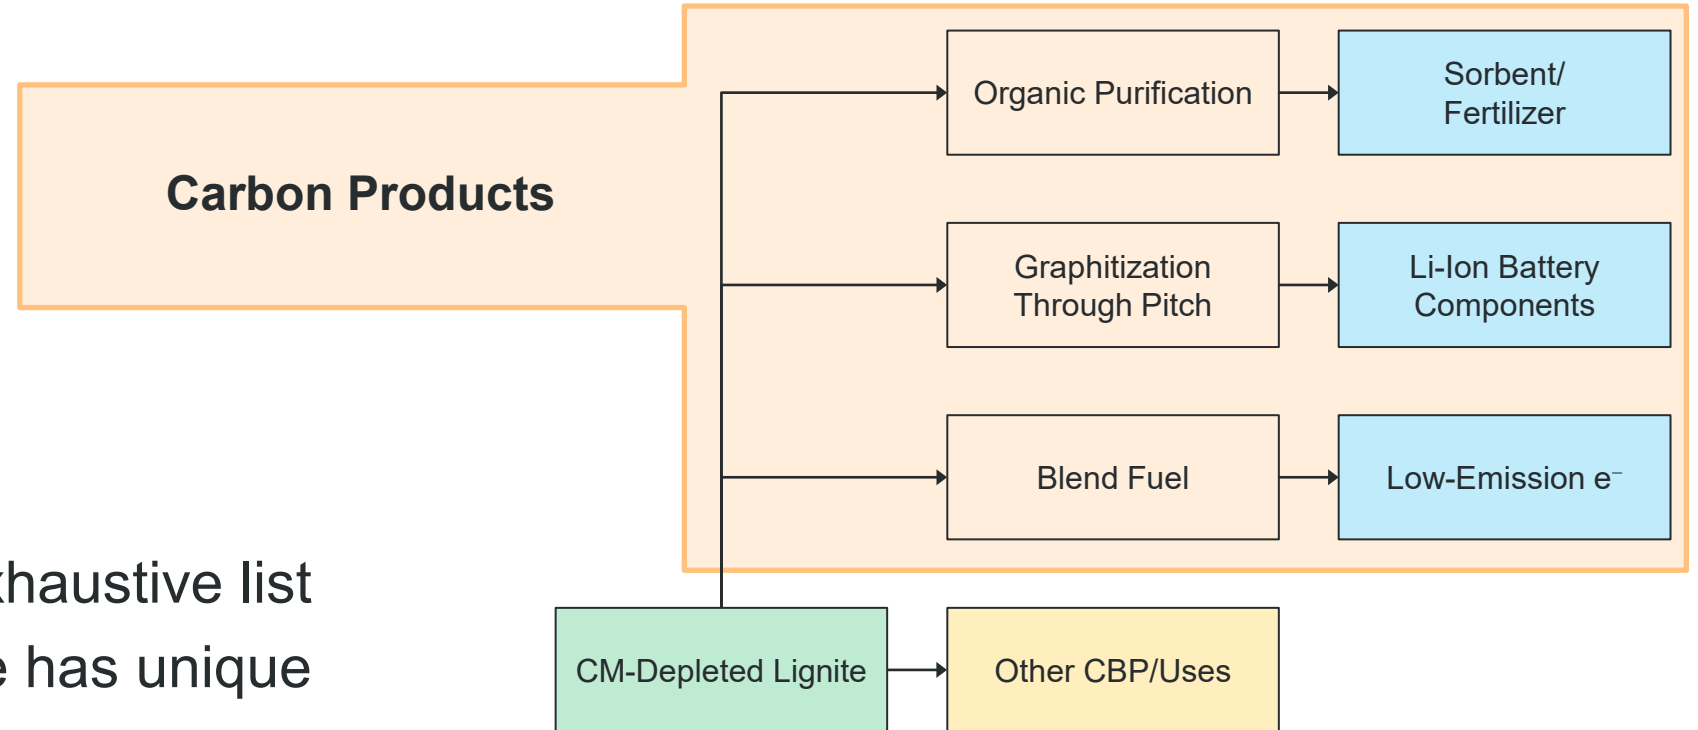 Organic Purification
Sorbent/
Fertilizer
Carbon Products
Graphitization
Through Pitch
Li-Ion Battery
Components
Blend Fuel
Low-Emission e⁻
list
has unique
CM-Depleted Lignite
Other CBP/Uses